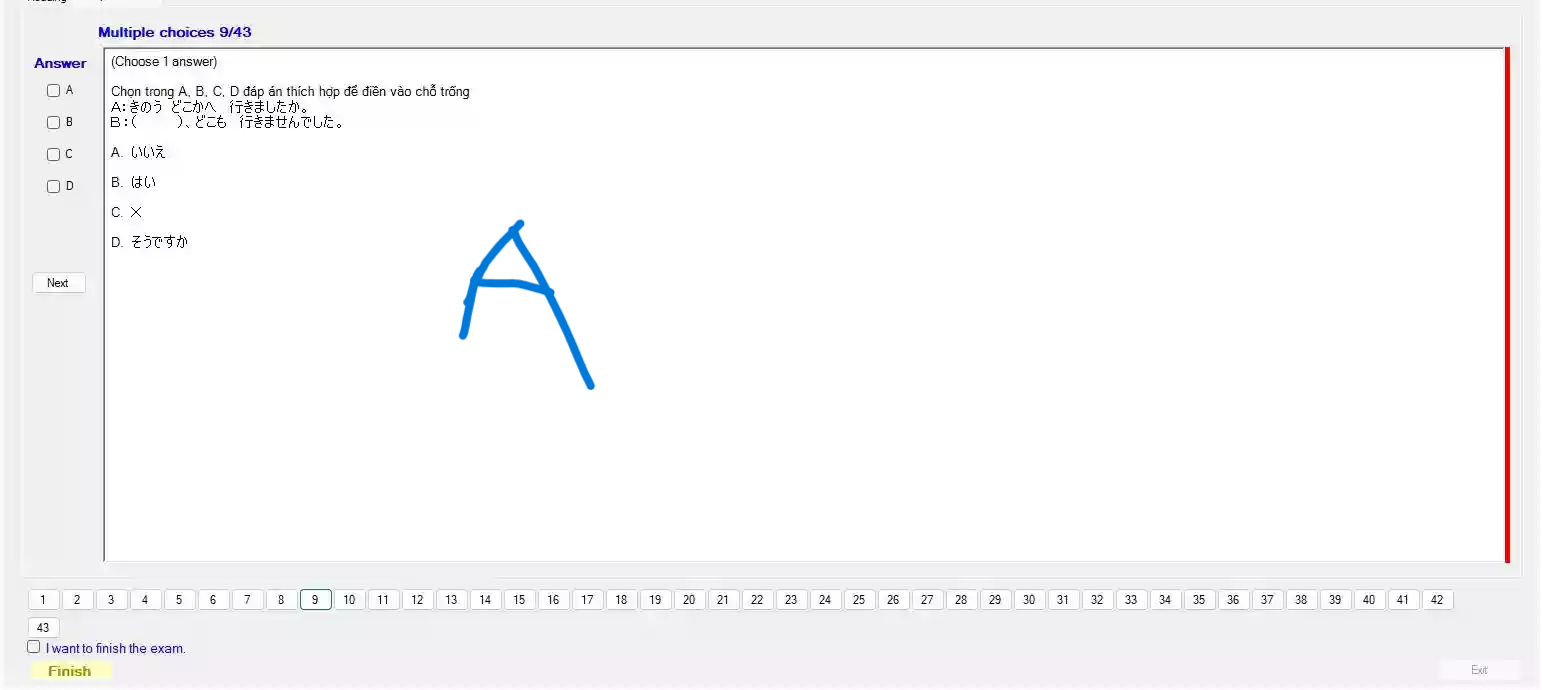 Multiple choices 9/43
Answer
A
B
C
D
Next
(Choose 1 answer)
Chọn trong A, B, C, D đáp án thích hợp để điền vào chỗ trống
A:きのう どこかへ 行きましたか。
B:(　　　)、どこも 行きませんでした。
A. いいえ
B. はい
C. ×
D. そうですか
A
1 2 3 4 5 6 7 8 9 10 11 12 13 14 15 16 17 18 19 20 21 22 23 24 25 26 27 28 29 30 31 32 33 34 35 36 37 38 39 40 41 42
43
I want to finish the exam.
Finish
Exit